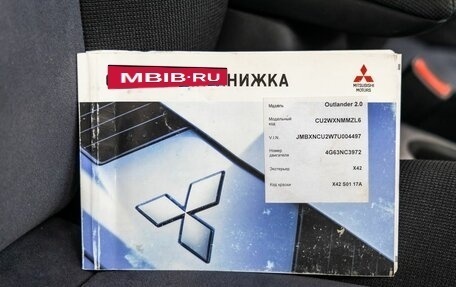 MBIB.RU
НИЖКА
MITSUBISHI
MOTORS
Модель Outlander 2.0
Модельный код CU2WXNMMZL6
V.I.N. JMBXNCU2W7U004497
Номер двигателя 4G63NC3972
Экстерьер X42
Код краски X42 S01 17A